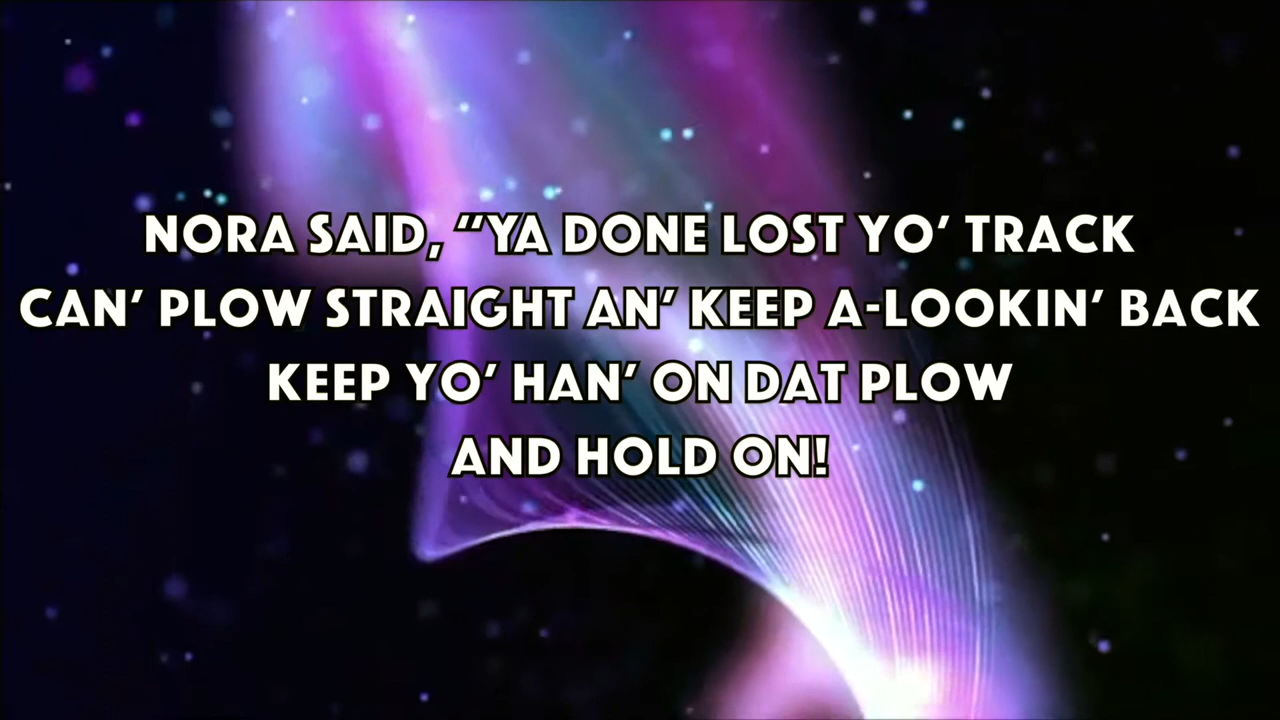 NORA SAID, “YA DONE LOST YO’ TRACK
CAN’ PLOW STRAIGHT AN’ KEEP A-LOOKIN’ BACK
KEEP YO’ HAN’ ON DAT PLOW
AND HOLD ON!